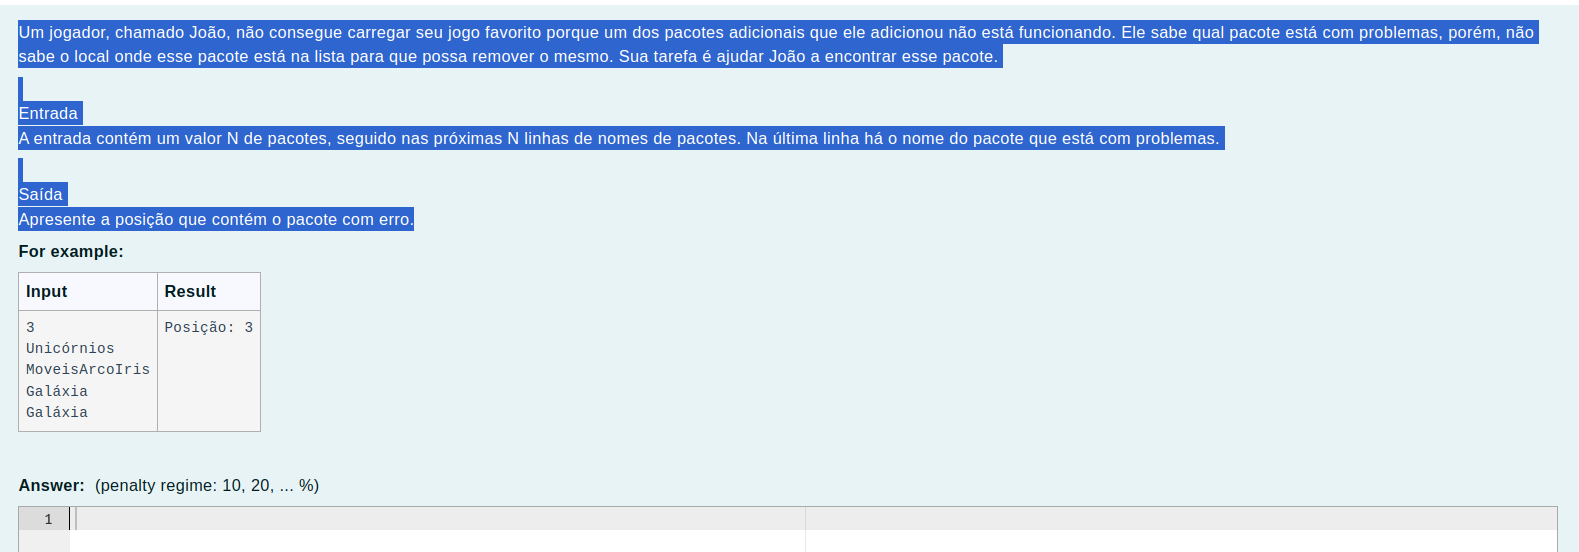 Um jogador, chamado João, não consegue carregar seu jogo favorito porque um dos pacotes adicionais que ele adicionou não está funcionando. Ele sabe qual pacote está com problemas, porém, não
sabe o local onde esse pacote está na lista para que possa remover o mesmo. Sua tarefa é ajudar João a encontrar esse pacote.
Entrada
A entrada contém um valor N de pacotes, seguido nas próximas N linhas de nomes de pacotes. Na última linha há o nome do pacote que está com problemas.
Saída
Apresente a posição que contém o pacote com erro.
For example:
Input Result
3 Posição: 3
Unicórnios
MoveisArcoIris
Galáxia
Galáxia
Answer: (penalty regime: 10, 20, ... %)
1